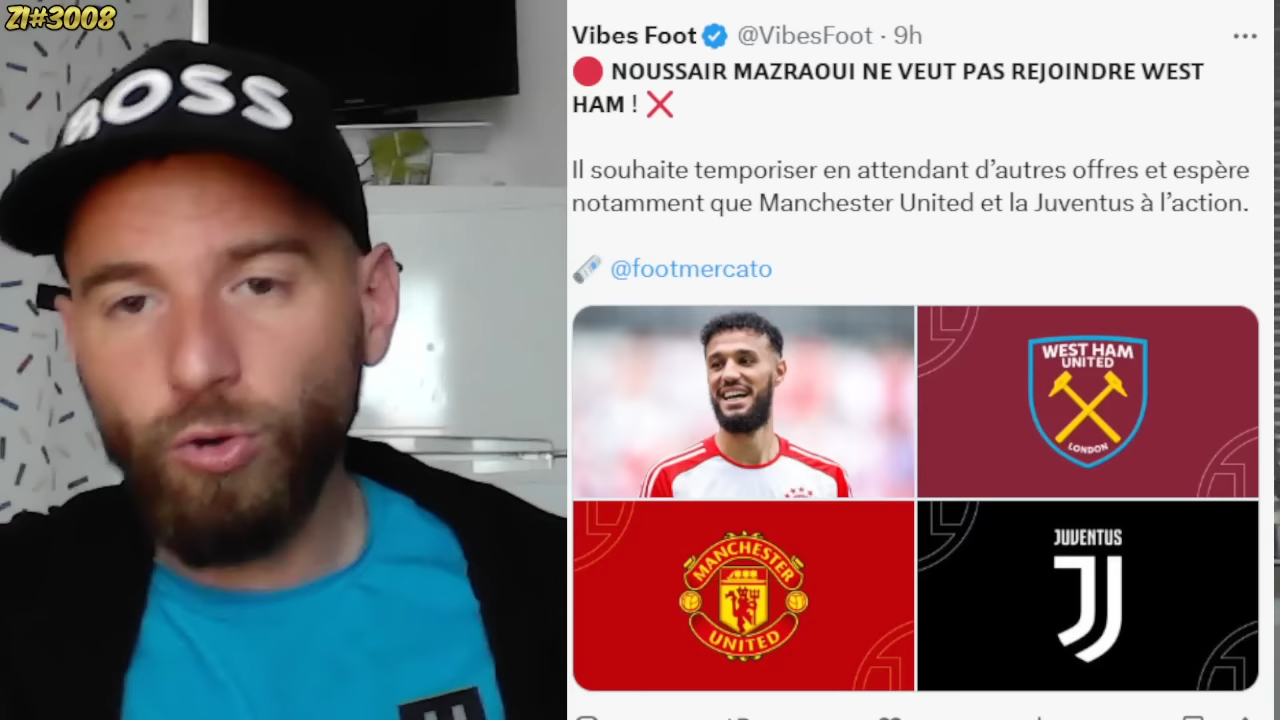 ZI#3008
BOSS
Vibes Foot @VibesFoot · 9h
🔴 NOUSSAIR MAZRAOUI NE VEUT PAS REJOINDRE WEST
HAM ! ❌
Il souhaite temporiser en attendant d’autres offres et espère
notamment que Manchester United et la Juventus à l’action.
🗞️ @footmercato
WEST HAM
UNITED
LONDON
MANCHESTER
UNITED
JUVENTUS